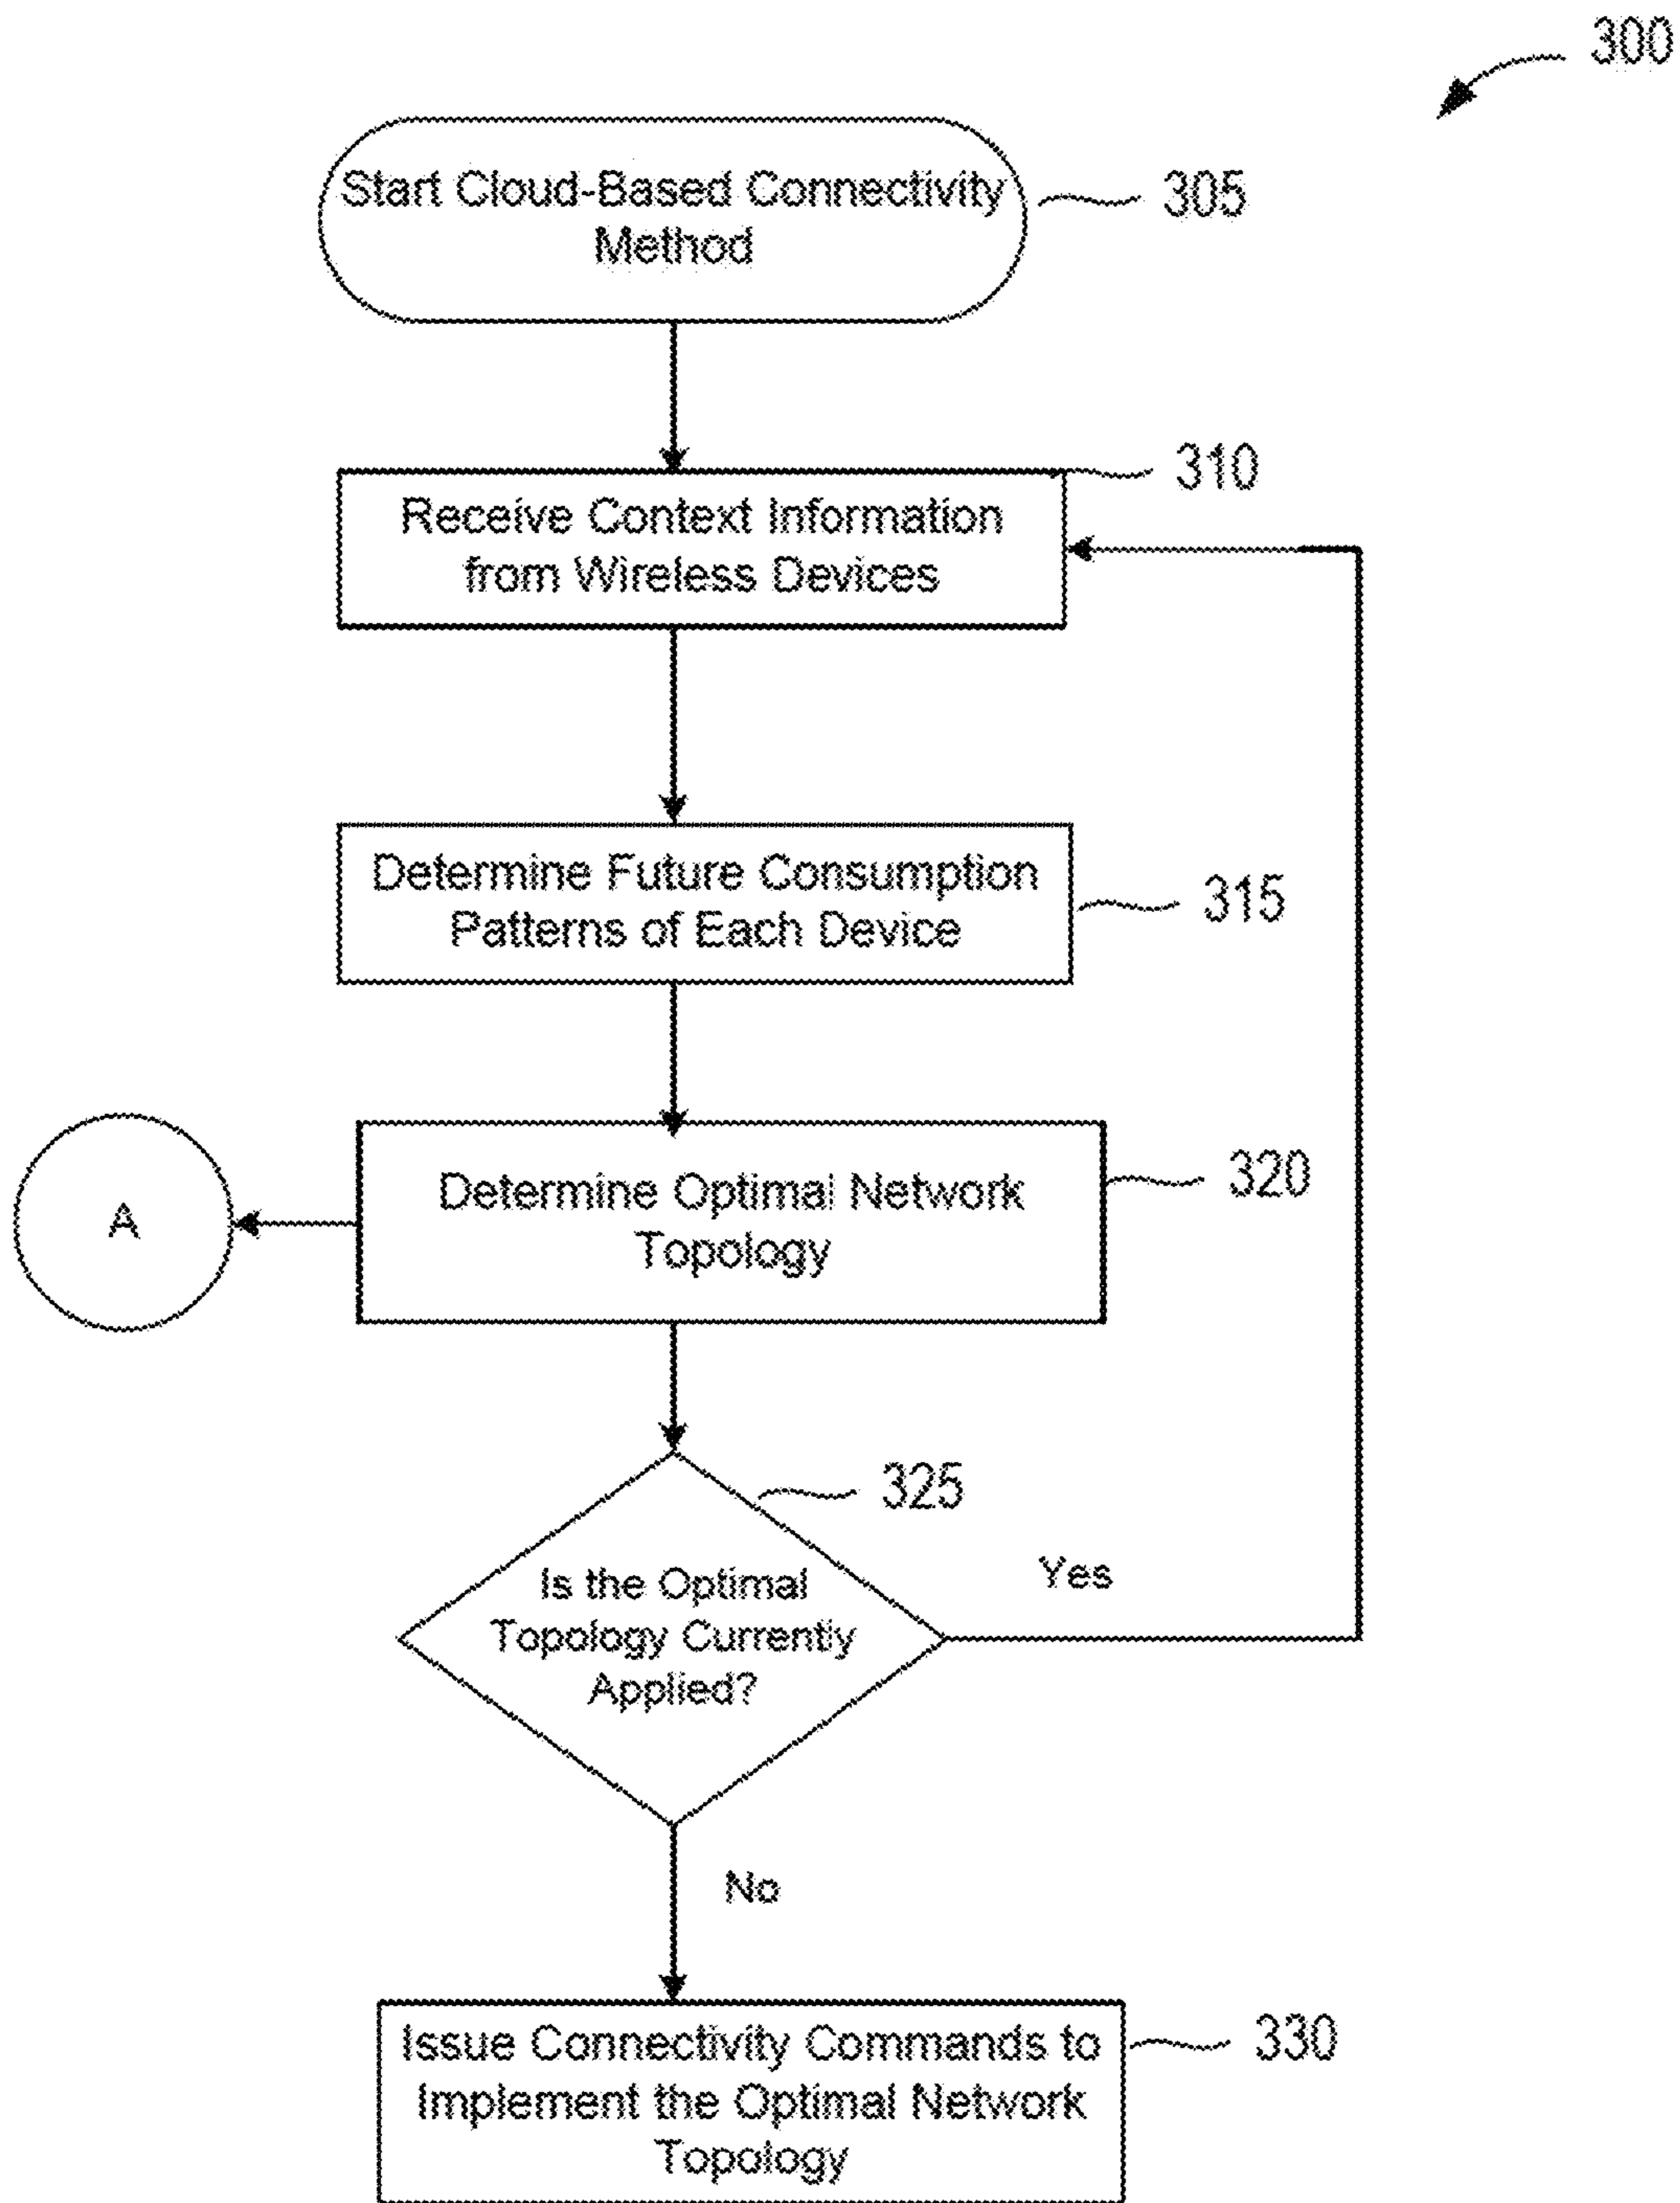 300
Start Cloud-Based Connectivity
Method
305
310
Receive Context Information
from Wireless Devices
Determine Future Consumption
Patterns of Each Device
315
Determine Optimal Network
Topology
320
A
325
Is the Optimal
Topology Currently
Applied?
Yes
No
Issue Connectivity Commands to
Implement the Optimal Network
Topology
330